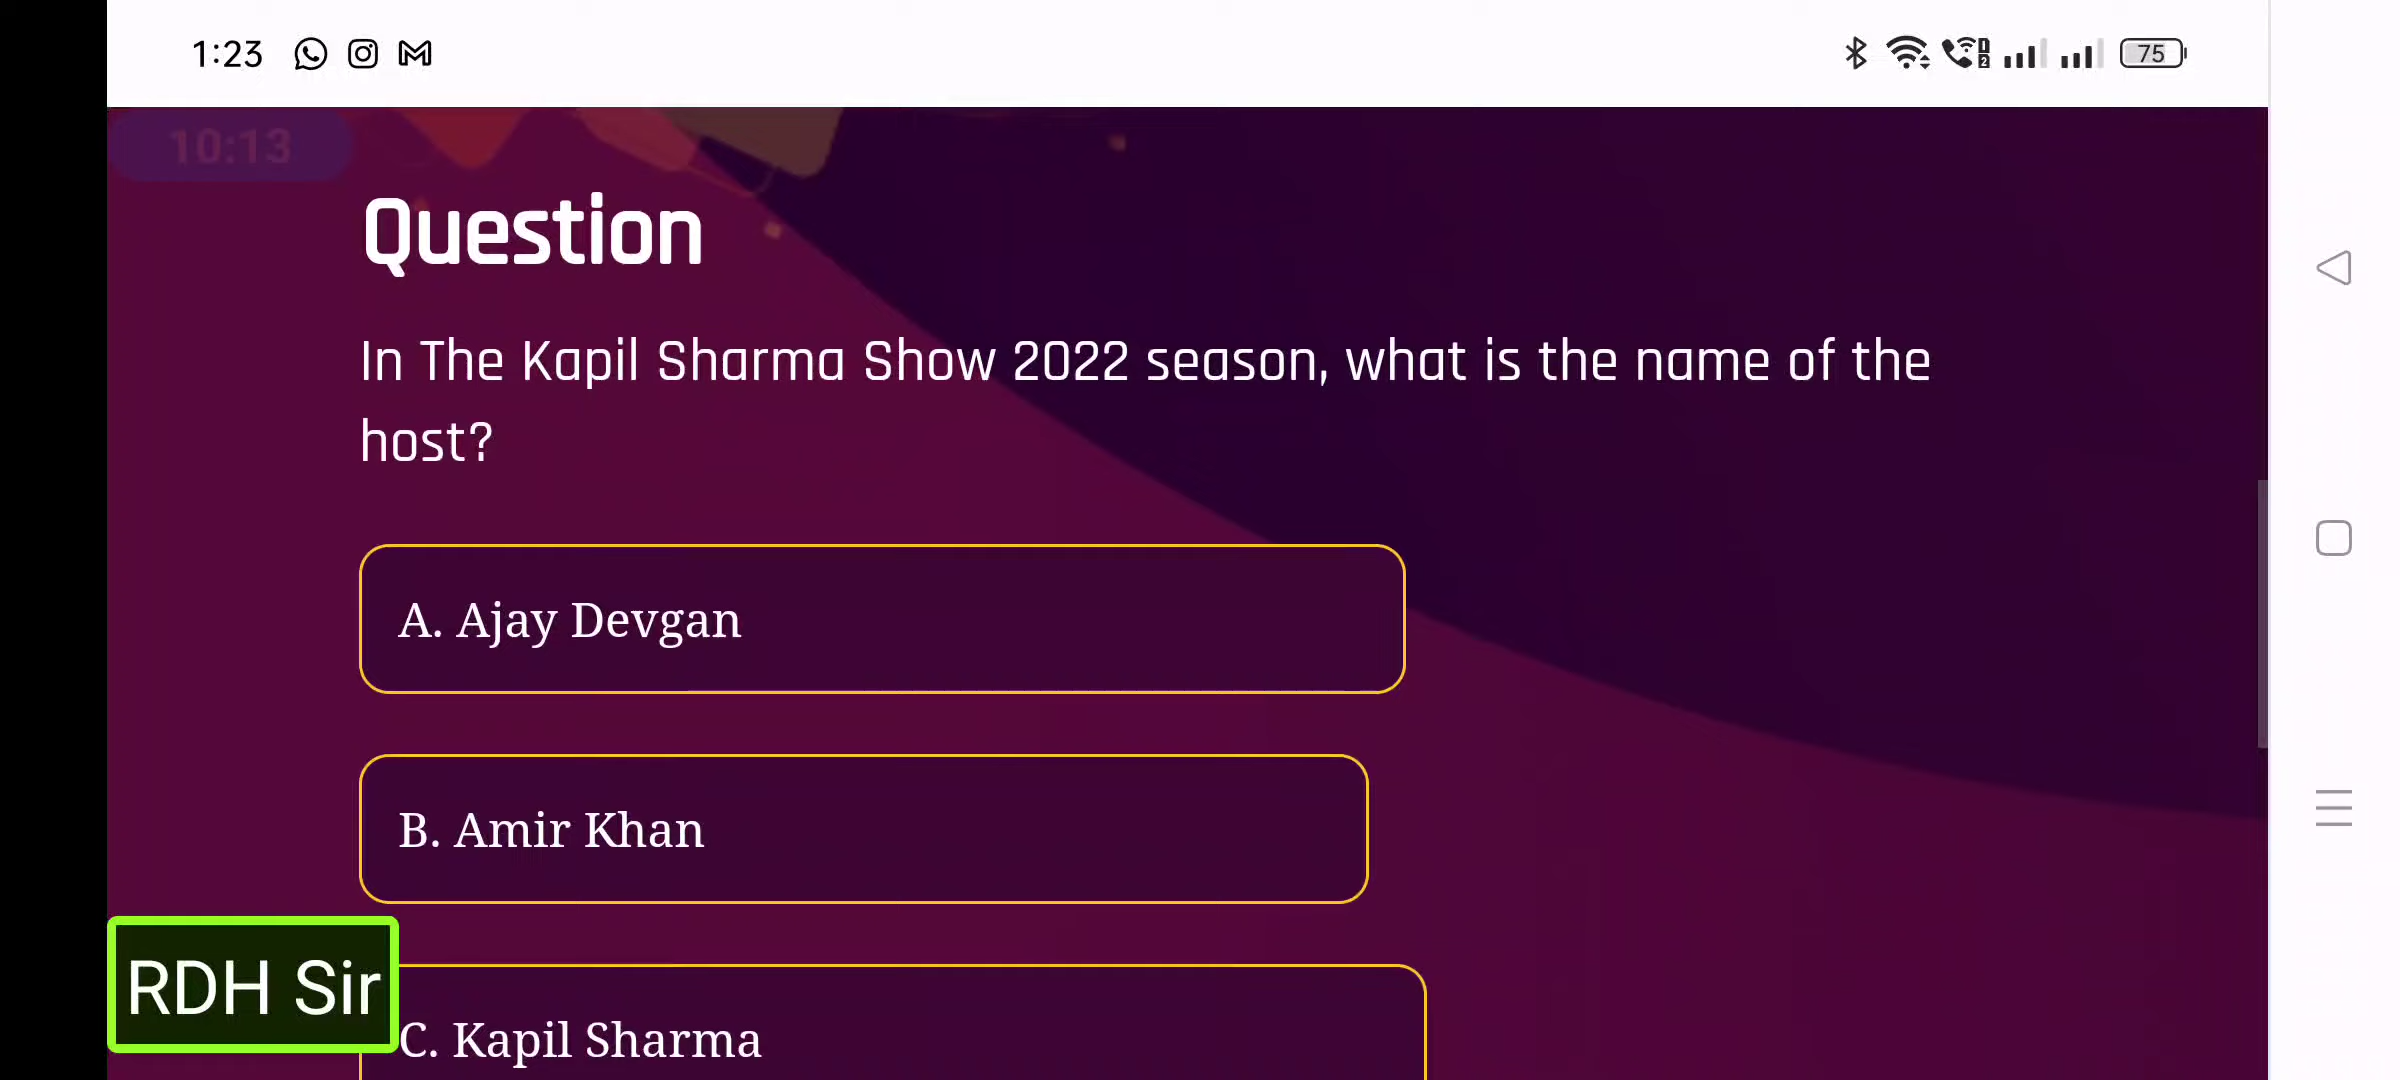 1:23
75
10:13
Question
In The Kapil Sharma Show 2022 season, what is the name of the
host?
A. Ajay Devgan
B. Amir Khan
RDH Sir
C. Kapil Sharma